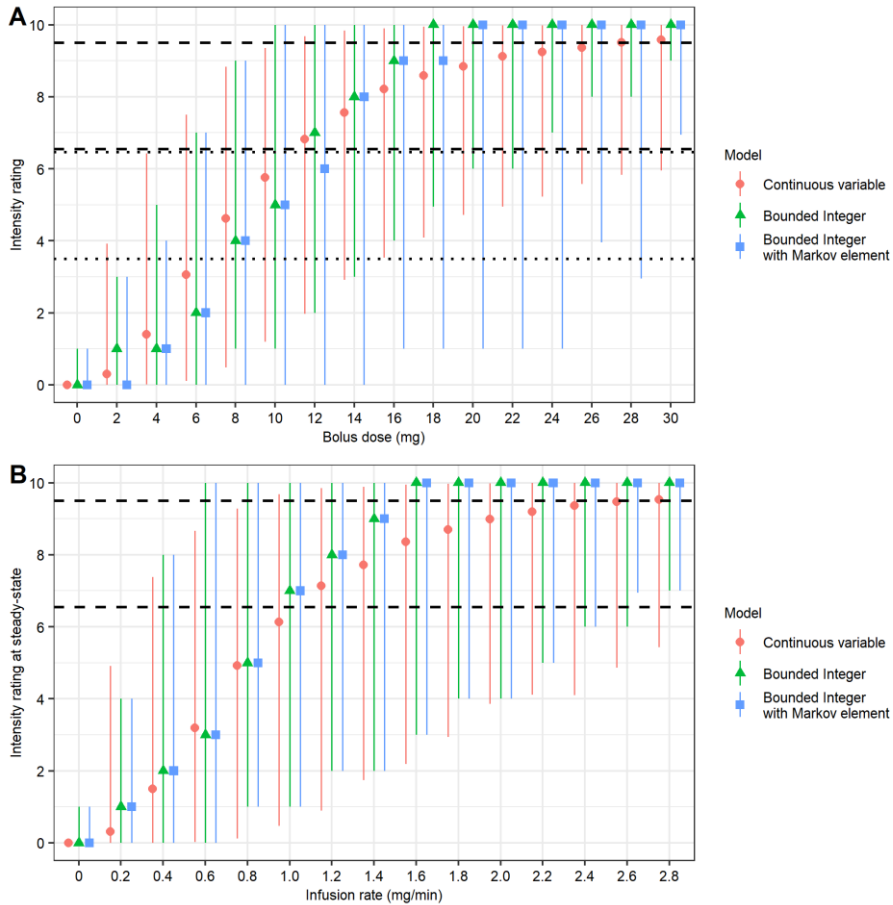 A
10
8
6
4
2
0
Intensity rating
0 2 4 6 8 10 12 14 16 18 20 22 24 26 28 30
Bolus dose (mg)
Model
Continuous variable
Bounded Integer
Bounded Integer
with Markov element
B
10
8
6
4
2
0
Intensity rating at steady-state
0 0.2 0.4 0.6 0.8 1.0 1.2 1.4 1.6 1.8 2.0 2.2 2.4 2.6 2.8
Infusion rate (mg/min)
Model
Continuous variable
Bounded Integer
Bounded Integer
with Markov element